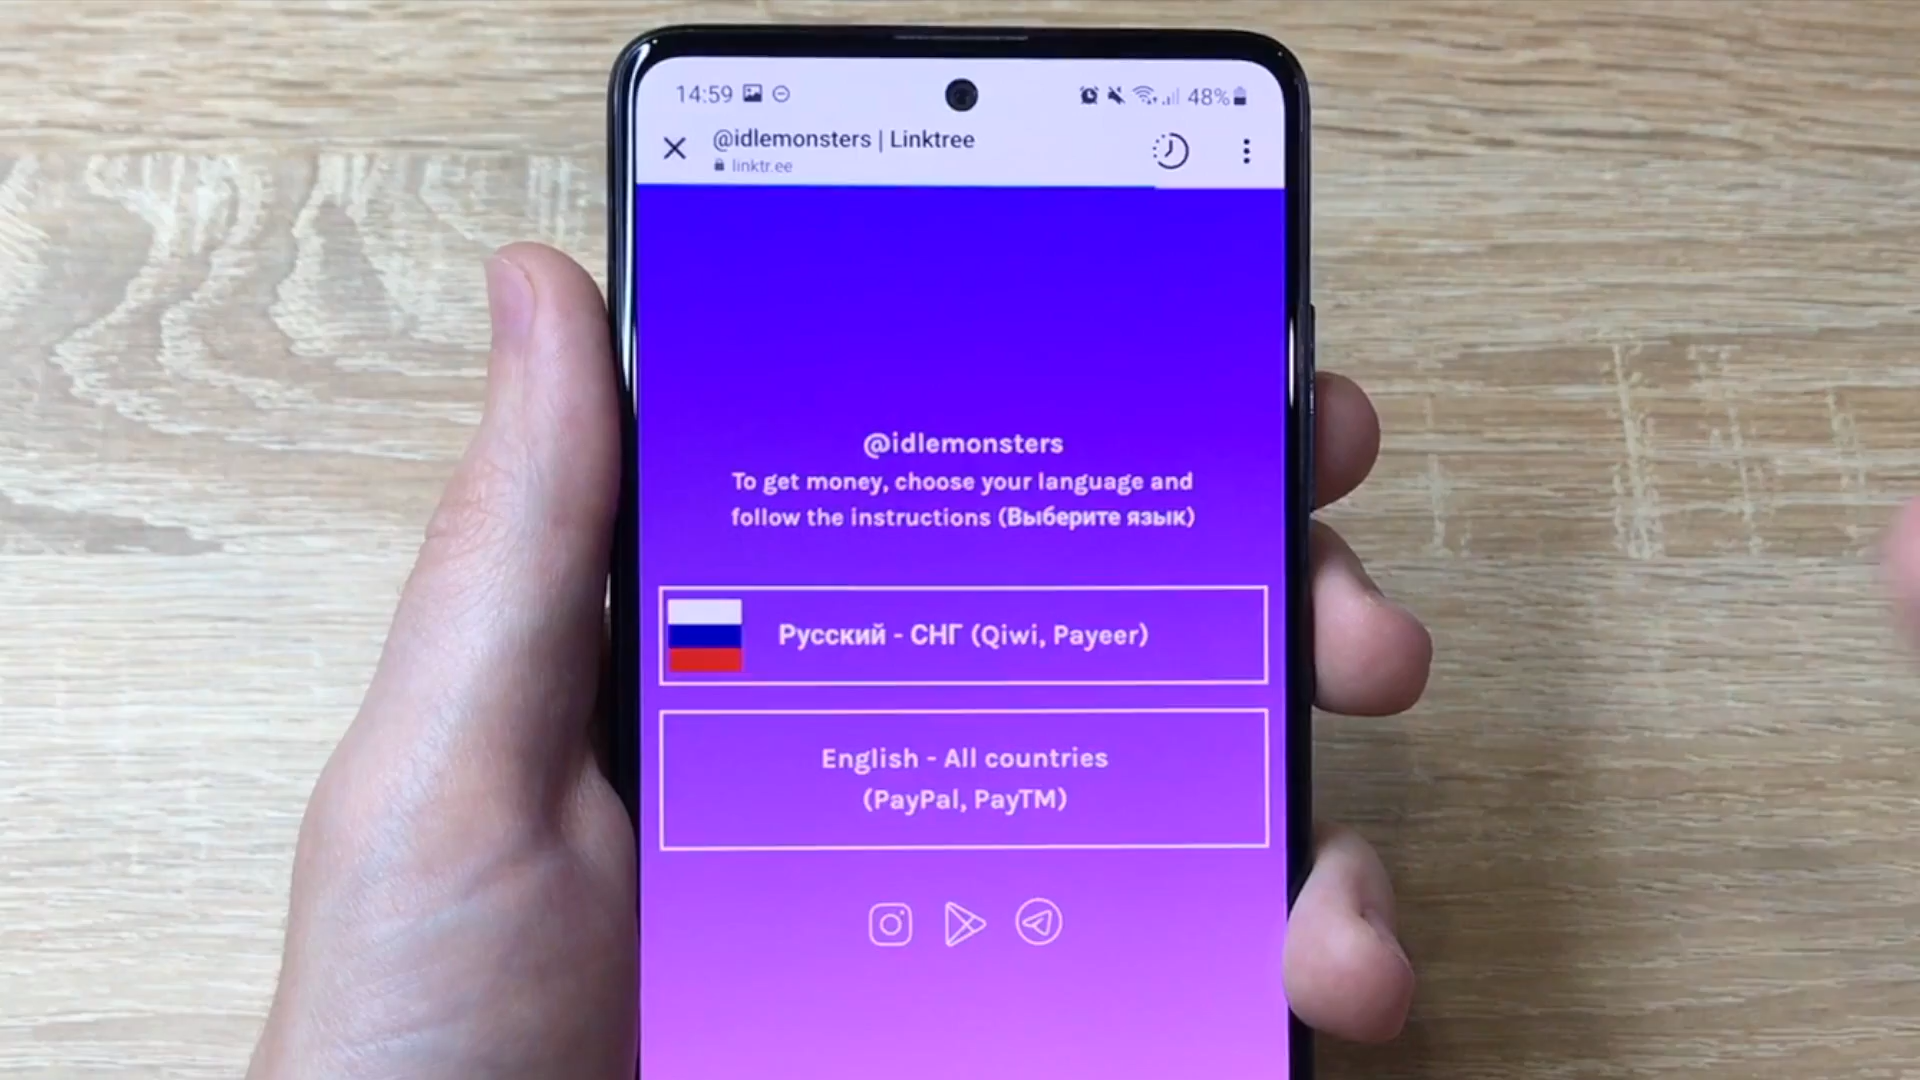 14:59
48%
@idlemonsters | Linktree
linktr.ee
@idlemonsters
To get money, choose your language and
follow the instructions (Выберите язык)
Русский - СНГ (Qiwi, Payeer)
English - All countries
(PayPal, PayTM)